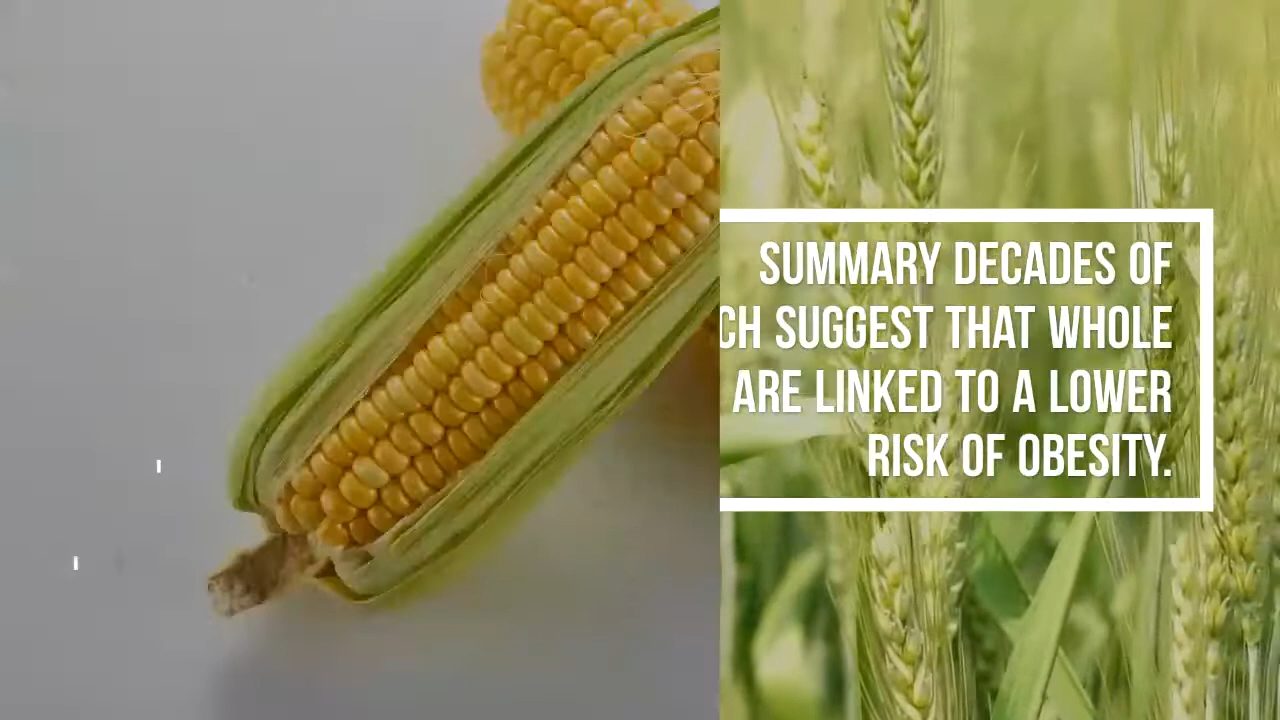 SUMMARY DECADES OF
CH SUGGEST THAT WHOLE
ARE LINKED TO A LOWER
RISK OF OBESITY.